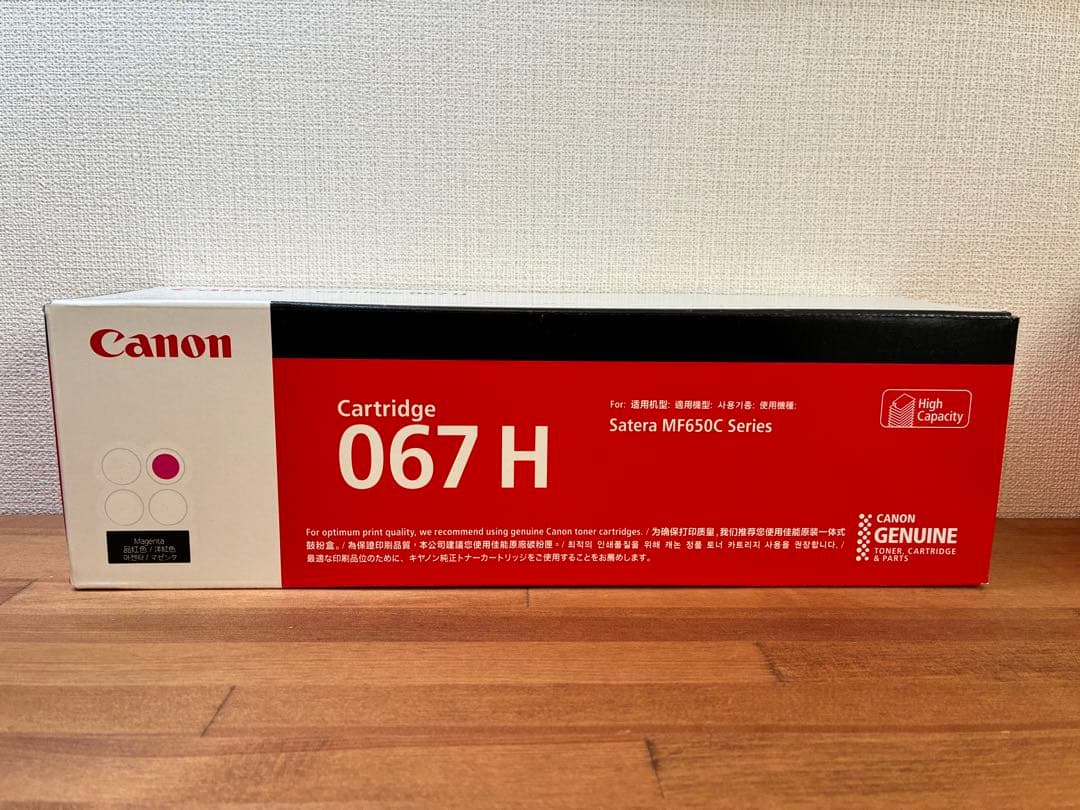 Canon
Cartridge
067 H
For: 适用机型: 適用機型: 사용기종: 使用機種:
Satera MF650C Series
High
Capacity
Magenta
品红色 / 洋紅色
마젠타 / マゼンタ
For optimum print quality, we recommend using genuine Canon toner cartridges. / 为确保打印质量，我们推荐您使用佳能原装一体式
鼓粉盒。/ 為保證印刷品質，本公司建議您使用佳能原廠碳粉匣。/ 최적의 인쇄품질을 위해 캐논 정품 토너 카트리지 사용을 권장합니다. /
最適な印刷品位のために、キヤノン純正トナーカートリッジをご使用することをお薦めします。
CANON
GENUINE
TONER, CARTRIDGE
& PARTS